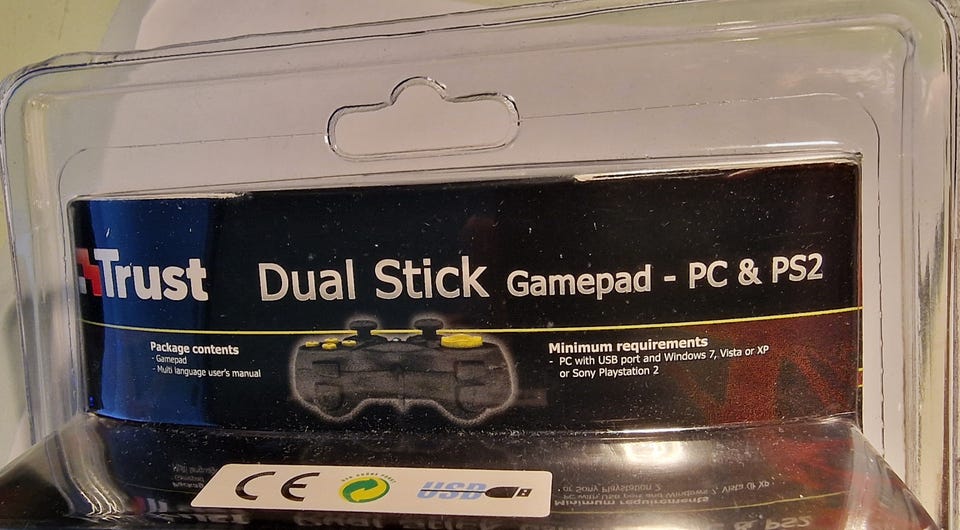 Trust
Dual Stick Gamepad - PC & PS2
Package contents
- Gamepad
- Multi language user's manual
Minimum requirements
- PC with USB port and Windows 7, Vista or XP
or Sony Playstation 2
CE
USB